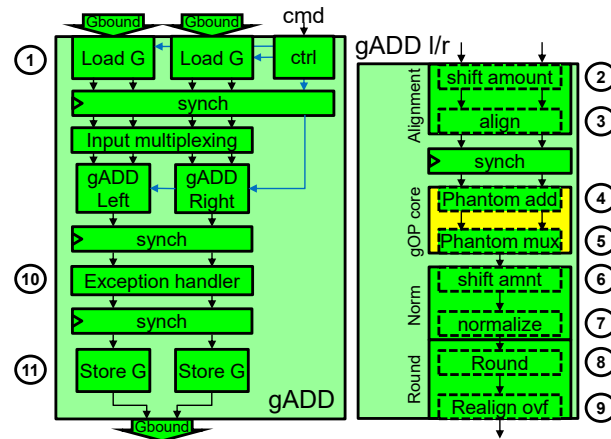 Gbound Gbound cmd
1 Load G Load G ctrl
synch
Input multiplexing
gADD Left
gADD Right
synch
10 Exception handler
synch
11 Store G Store G
gADD
Gbound
gADD l/r
Alignment
shift amount 2
align 3
synch
gOP core
Phantom add 4
Phantom mux 5
Norm
shift amnt 6
normalize 7
Round
Round 8
Realign ovf 9